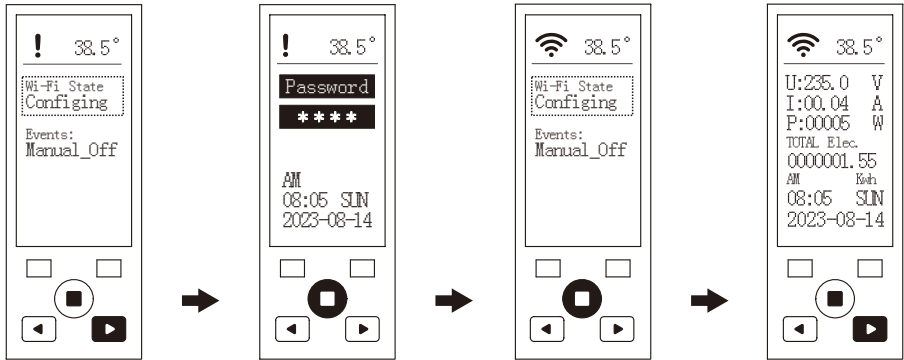 38.5°
Wi-Fi State
Configing
Events:
Manual_Off
38.5°
Password
****
AM
08:05 SUN
2023-08-14
38.5°
Wi-Fi State
Configing
Events:
Manual_Off
38.5°
U:235.0 V
I:00.04 A
P:00005 W
TOTAL Elec.
0000001.55
AM Kwh
08:05 SUN
2023-08-14